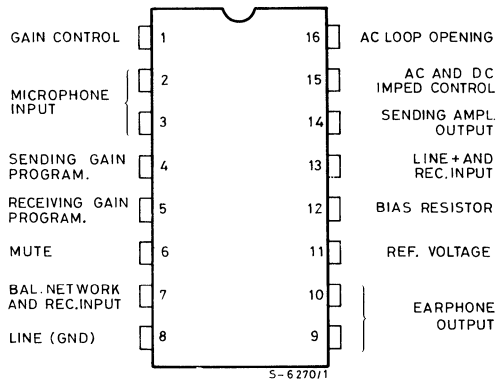 GAIN CONTROL 1 16 AC LOOP OPENING
2 15 AC AND DC
IMPED CONTROL
MICROPHONE
INPUT
3 14 SENDING AMPL.
OUTPUT
SENDING GAIN
PROGRAM. 4 13 LINE + AND
REC. INPUT
RECEIVING GAIN
PROGRAM. 5 12 BIAS RESISTOR
MUTE 6 11 REF. VOLTAGE
BAL. NETWORK
AND REC. INPUT 7 10
EARPHONE
OUTPUT
LINE (GND) 8 9
S-6270/1